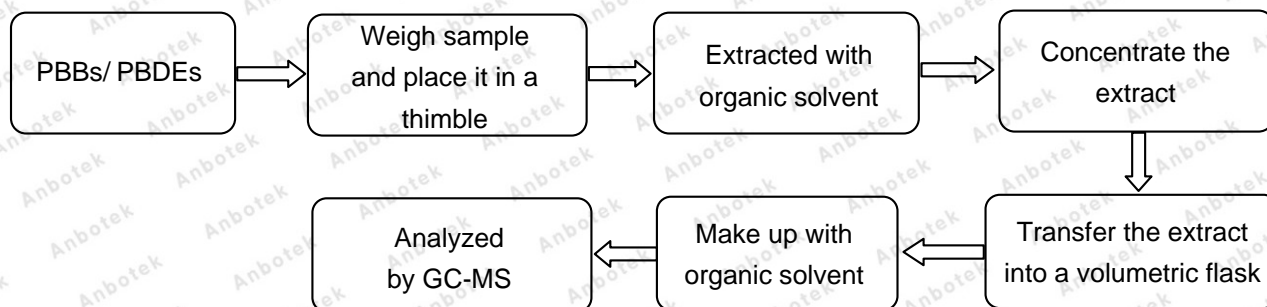 PBBs/ PBDEs
Weigh sample
and place it in a
thimble
Extracted with
organic solvent
Concentrate the
extract
Transfer the extract
into a volumetric flask
Make up with
organic solvent
Analyzed
by GC-MS
Anbotek